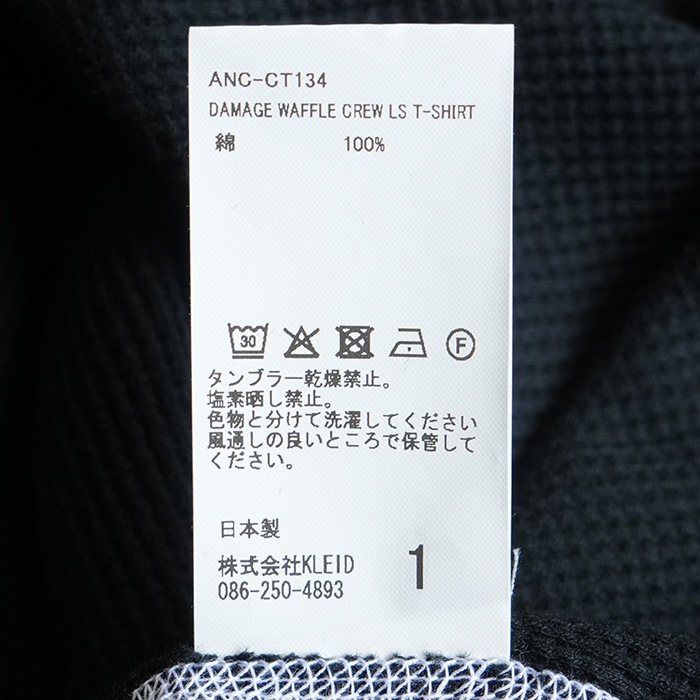 ANC-CT134
DAMAGE WAFFLE CREW LS T-SHIRT
綿 100%
30 F
タンブラー乾燥禁止。
塩素晒し禁止。
色物と分けて洗濯してください
風通しの良いところで保管して
ください。
日本製
株式会社KLEID 1
086-250-4893